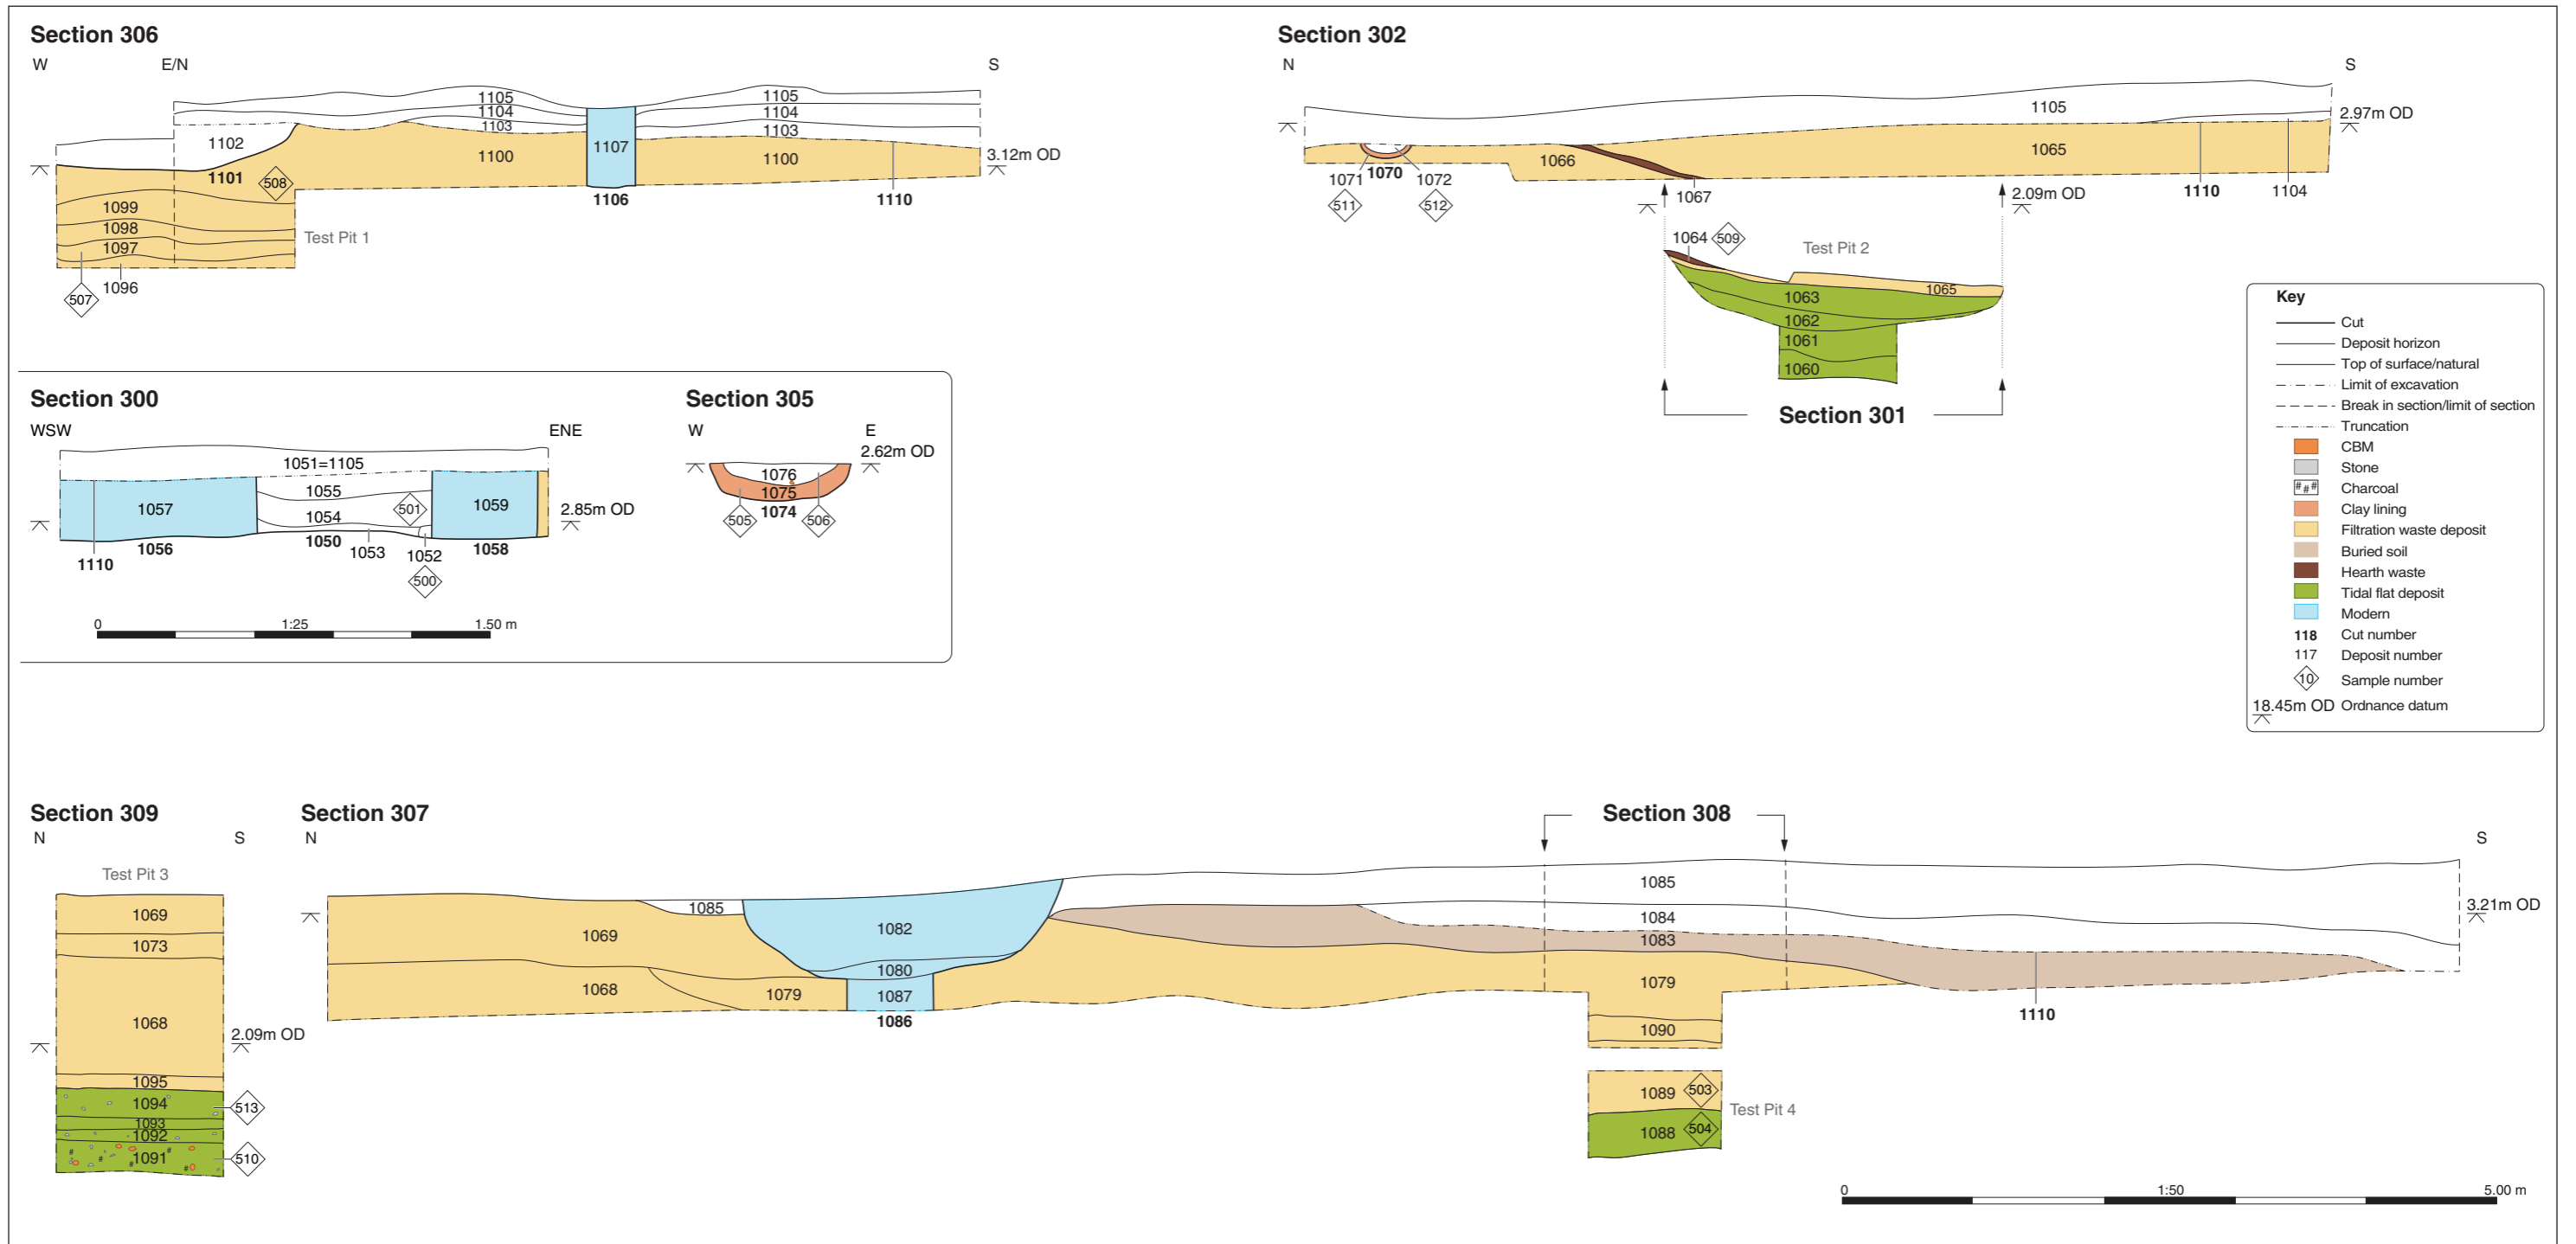 Section 306
W E/N S
1105 1105
1104 1104
1103 1103
1102 1107
1100 1100
3.12m OD
1101 508
1106 1110
1099
1098
1097
Test Pit 1
1096
507
Section 302
N S
1105
2.97m OD
1066 1065
1071 1070 1072
1067
1110 1104
511 512
2.09m OD
1064 509
Test Pit 2
1065
1063
1062
1061
1060
Section 301
Section 300
WSW ENE
1051=1105
1055
1057 501 1059
1054
2.85m OD
1056 1050 1053 1052 1058
1110
500
Section 305
W E
2.62m OD
1076
1075
1074
505 506
0 1:25 1.50 m
Key
Cut
Deposit horizon
Top of surface/natural
Limit of excavation
Break in section/limit of section
Truncation
CBM
Stone
Charcoal
Clay lining
Filtration waste deposit
Buried soil
Hearth waste
Tidal flat deposit
Modern
118 Cut number
117 Deposit number
10 Sample number
18.45m OD Ordnance datum
Section 309
N S
Test Pit 3
1069
1073
1068
2.09m OD
1095
1094 513
1093
1092
1091 510
Section 307
N S
Section 308
1085 1085
1084
3.21m OD
1069 1082
1083
1080
1068 1079 1087 1079
1086
1110
1090
1089 503
Test Pit 4
1088 504
0 1:50 5.00 m